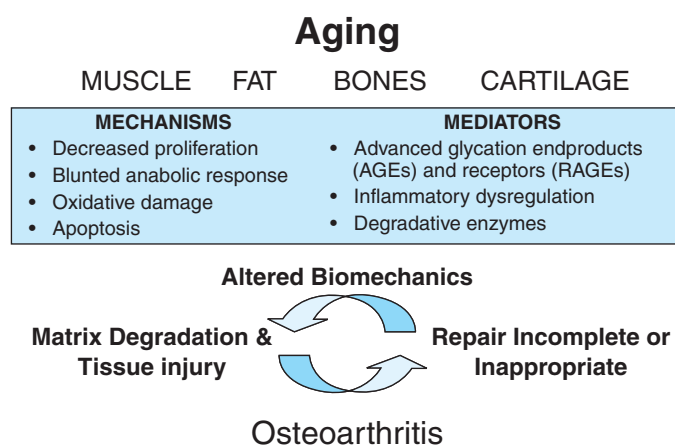 Aging
MUSCLE FAT BONES CARTILAGE
MECHANISMS
• Decreased proliferation
• Blunted anabolic response
• Oxidative damage
• Apoptosis
MEDIATORS
• Advanced glycation endproducts
(AGEs) and receptors (RAGEs)
• Inflammatory dysregulation
• Degradative enzymes
Altered Biomechanics
Matrix Degradation &
Tissue injury
Repair Incomplete or
Inappropriate
Osteoarthritis